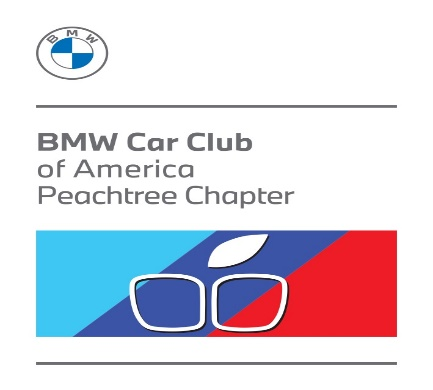 BMW
BMW Car Club
of America
Peachtree Chapter